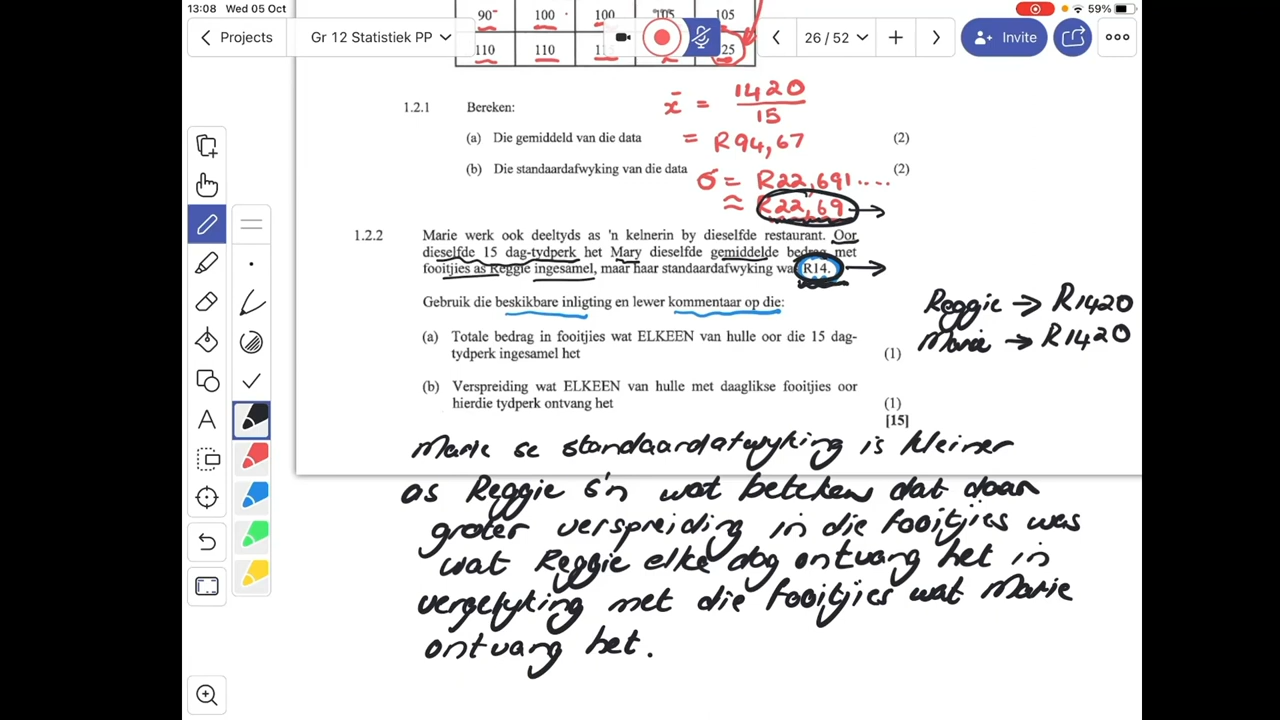 13:08 Wed 05 Oct 59%
Projects Gr 12 Statistiek PP 26 / 52 Invite
90 100 100 105 105
110 110 25
1.2.1 Bereken: x̄ = 1420/15
(a) Die gemiddeld van die data = R94,67 (2)
(b) Die standaardafwyking van die data (2)
σ = R22,691....
≈ R22,69 →
1.2.2 Marie werk ook deeltyds as 'n kelnerin by dieselfde restaurant. Oor
dieselfde 15 dag-tydperk het Mary dieselfde gemiddelde bedrag met
fooitjies as Reggie ingesamel, maar haar standaardafwyking wa R14. →
Gebruik die beskikbare inligting en lewer kommentaar op die:
Reggie → R1420
Marie → R1420
(a) Totale bedrag in fooitjies wat ELKEEN van hulle oor die 15 dag-
tydperk ingesamel het (1)
(b) Verspreiding wat ELKEEN van hulle met daaglikse fooitjies oor
hierdie tydperk ontvang het (1)
[15]
Marie se standaardafwyking is kleiner
as Reggie s'n wat beteken dat daar
groter verspreiding in die fooitjies was
wat Reggie elke dag ontvang het in
vergelyking met die fooitjies wat Marie
ontvang het.